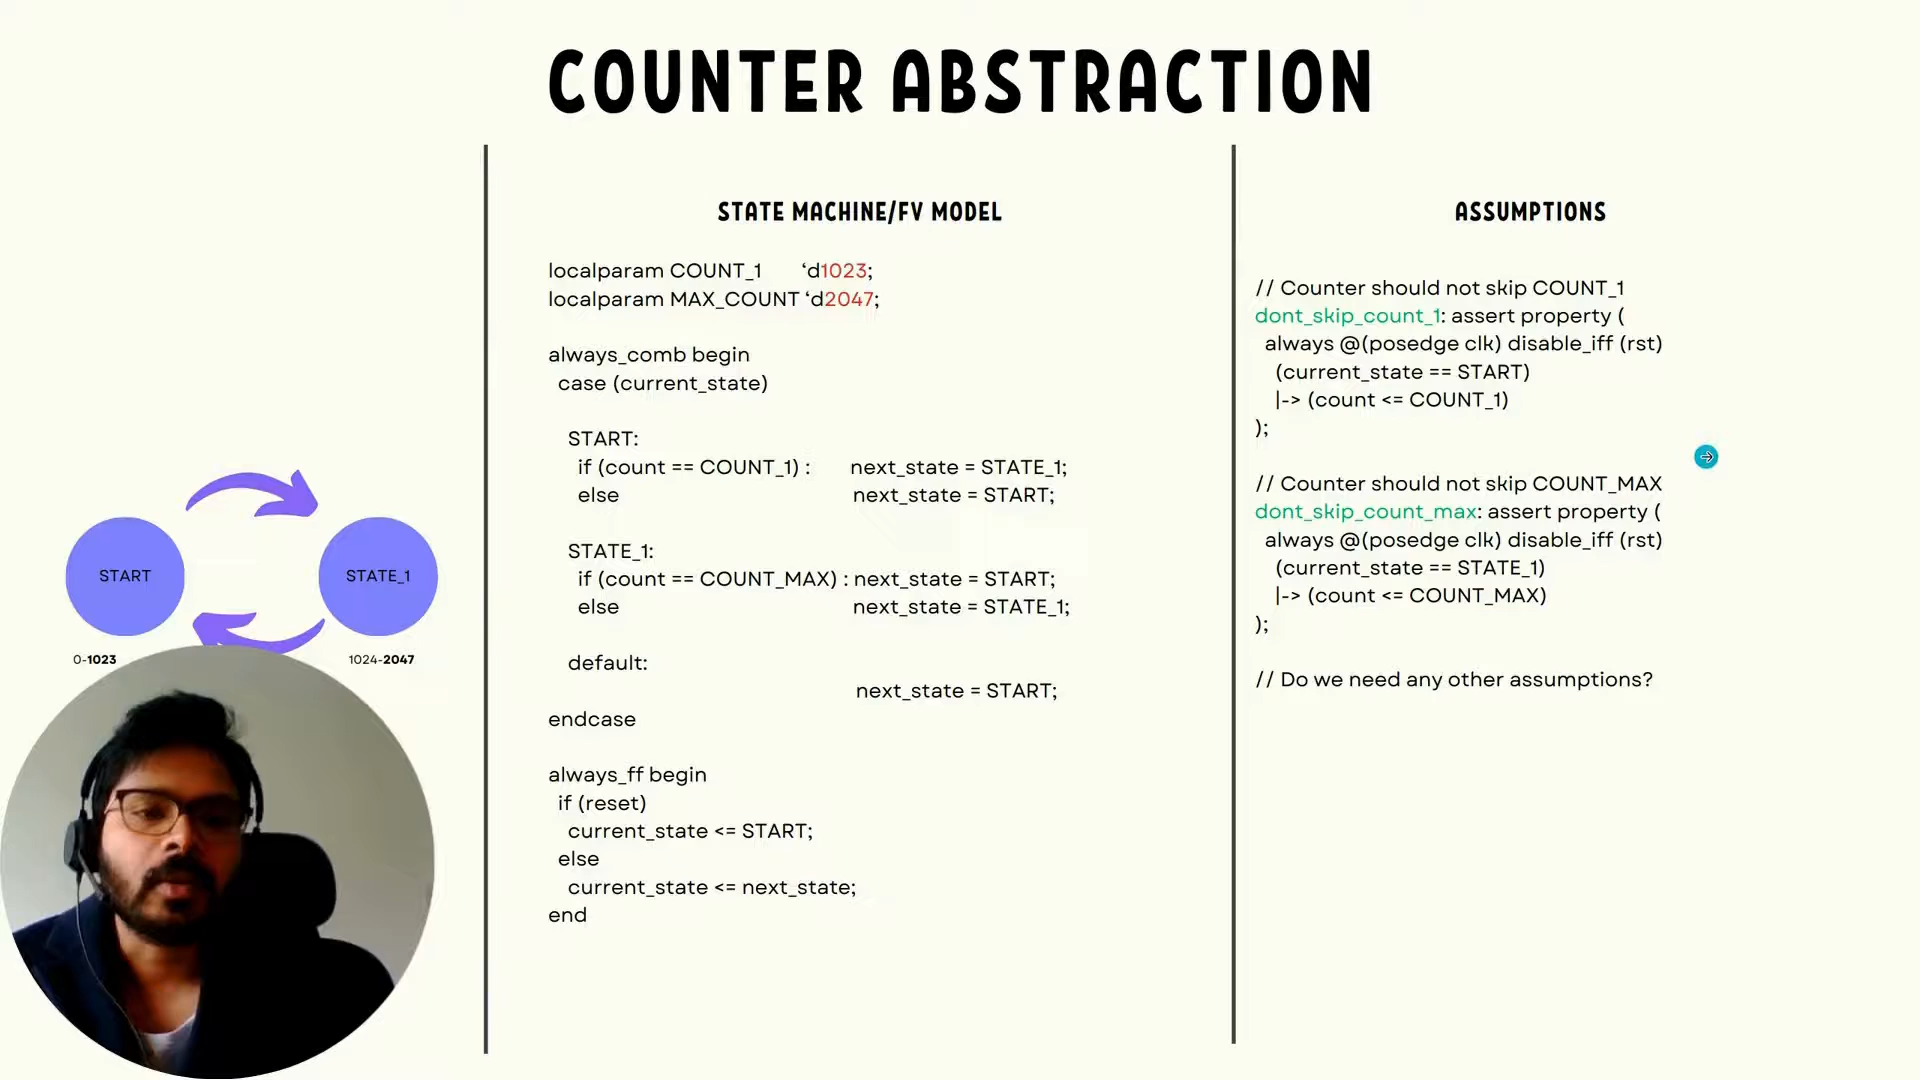 COUNTER ABSTRACTION
START
STATE_1
0-1023
1024-2047
STATE MACHINE/FV MODEL
localparam COUNT_1 ‘d1023;
localparam MAX_COUNT ‘d2047;
always_comb begin
case (current_state)
START:
if (count == COUNT_1) : next_state = STATE_1;
else next_state = START;
STATE_1:
if (count == COUNT_MAX) : next_state = START;
else next_state = STATE_1;
default:
next_state = START;
endcase
always_ff begin
if (reset)
current_state <= START;
else
current_state <= next_state;
end
ASSUMPTIONS
// Counter should not skip COUNT_1
dont_skip_count_1: assert property (
always @(posedge clk) disable_iff (rst)
(current_state == START)
|-> (count <= COUNT_1)
);
// Counter should not skip COUNT_MAX
dont_skip_count_max: assert property (
always @(posedge clk) disable_iff (rst)
(current_state == STATE_1)
|-> (count <= COUNT_MAX)
);
// Do we need any other assumptions?